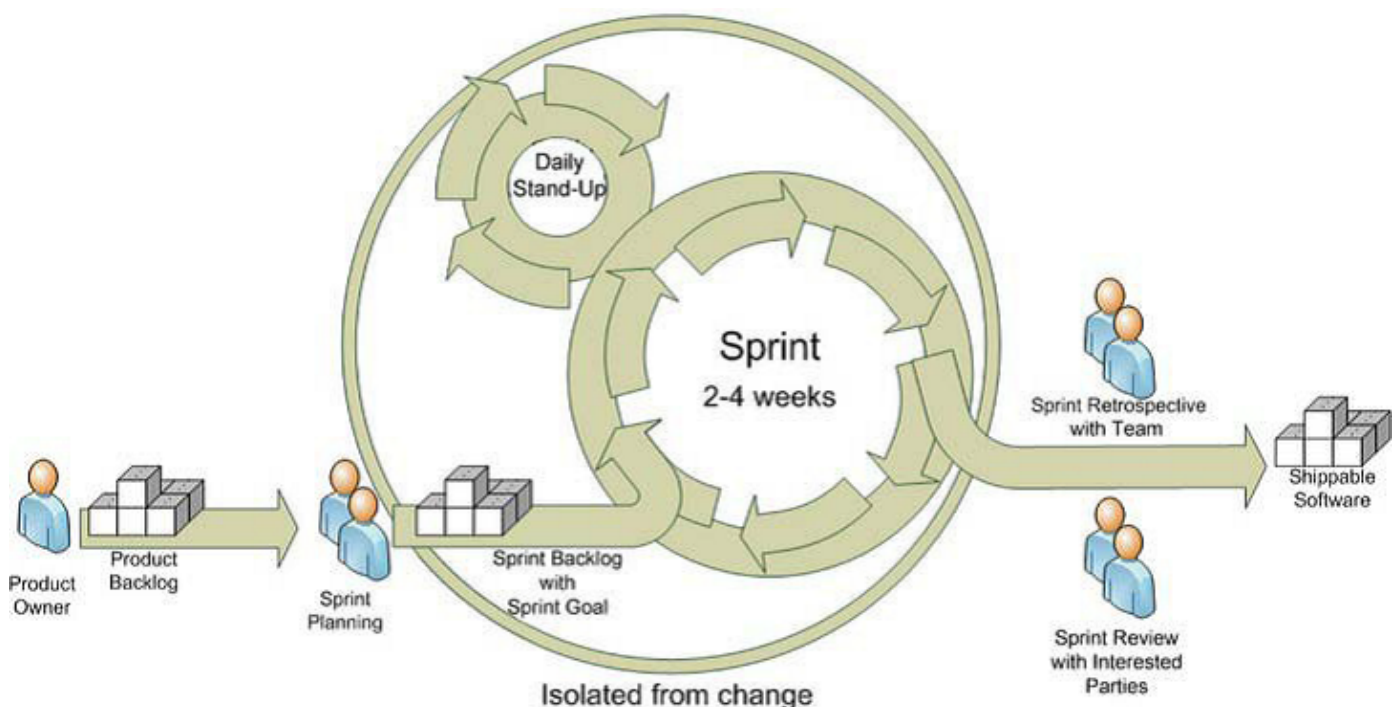 Daily
Stand-Up
Sprint
2-4 weeks
Product
Owner
Product
Backlog
Sprint
Planning
Sprint Backlog
with
Sprint Goal
Isolated from change
Sprint Retrospective
with Team
Sprint Review
with Interested
Parties
Shippable
Software